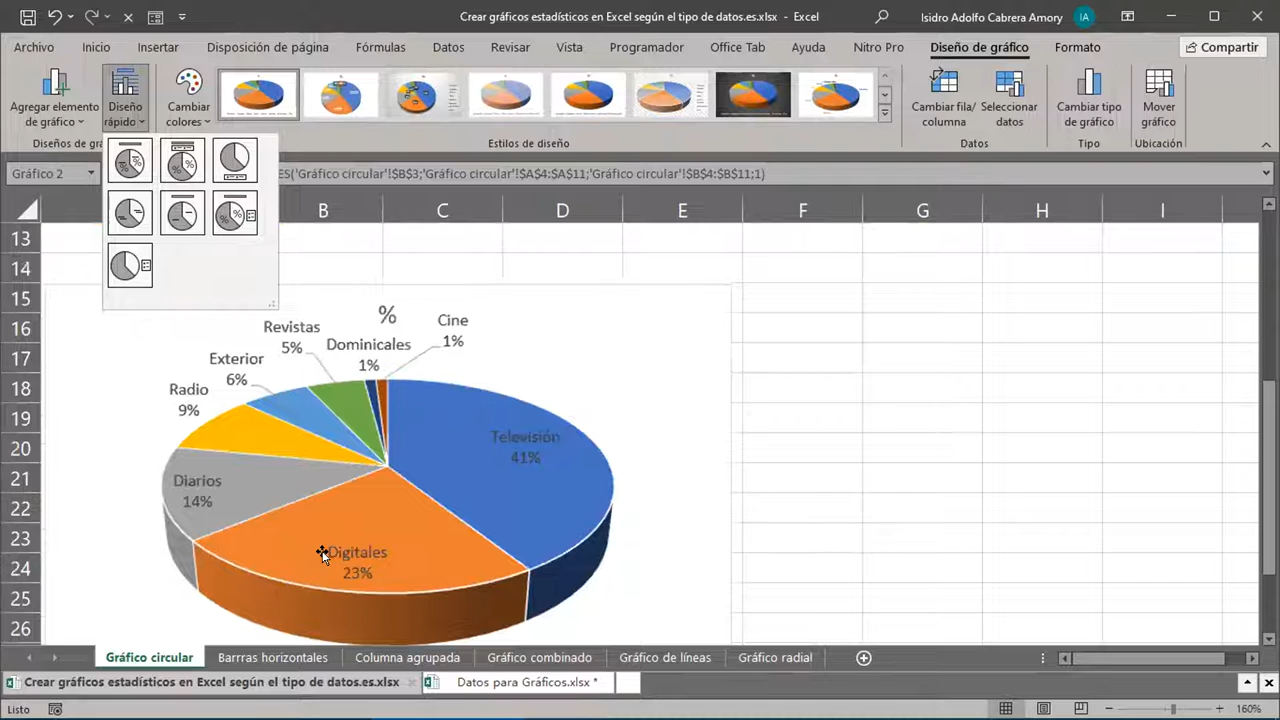 Crear gráficos estadísticos en Excel según el tipo de datos.es.xlsx - Excel
Isidro Adolfo Cabrera Amory
IA
Archivo
Inicio
Insertar
Disposición de página
Fórmulas
Datos
Revisar
Vista
Programador
Office Tab
Ayuda
Nitro Pro
Diseño de gráfico
Formato
Compartir
Agregar elemento
de gráfico
Diseño
rápido
Cambiar
colores
Cambiar fila/
columna
Seleccionar
datos
Cambiar tipo
de gráfico
Mover
gráfico
Diseños de grá
Estilos de diseño
Datos
Tipo
Ubicación
Gráfico 2
ES('Gráfico circular'!$B$3;'Gráfico circular'!$A$4:$A$11;'Gráfico circular'!$B$4:$B$11;1)
B
C
D
E
F
G
H
I
13
14
15
16
17
18
19
20
21
22
23
24
25
26
%
Cine
1%
Revistas
5%
Dominicales
1%
Exterior
6%
Radio
9%
Televisión
41%
Diarios
14%
Digitales
23%
Gráfico circular
Barrras horizontales
Columna agrupada
Gráfico combinado
Gráfico de líneas
Gráfico radial
Crear gráficos estadísticos en Excel según el tipo de datos.es.xlsx
Datos para Gráficos.xlsx *
Listo
160%